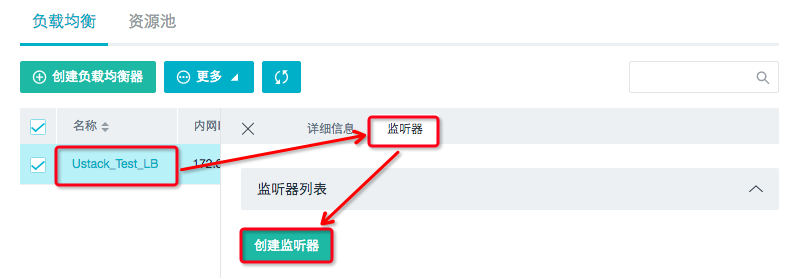 负载均衡 资源池
创建负载均衡器 更多
名称 内网 详细信息 监听器
Ustack_Test_LB 172.
监听器列表
创建监听器